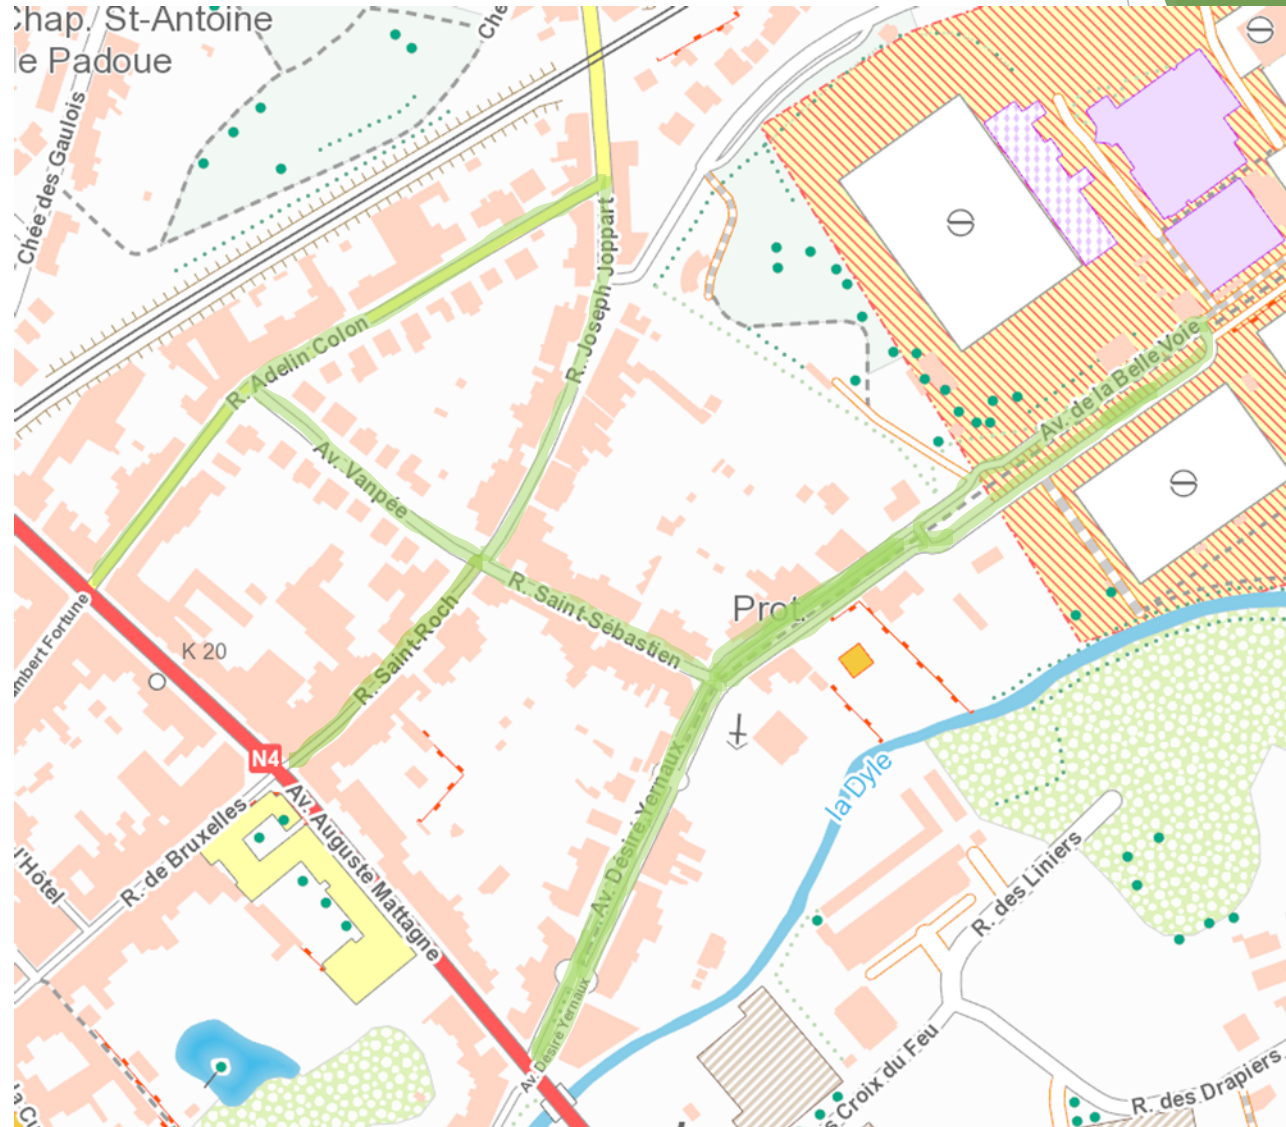 Chap. St-Antoine
de Padoue
Chée des Gaulois
Chée
R. Joseph Joppart
R. Adelin Colon
Av. Vanpée
Av. de la Belle Voie
R. Saint-Sébastien
R. Saint-Roch
Prot.
K 20
N4
Av. Auguste Mattagne
R. de Bruxelles
l'Hôtel
Av. Désiré Yernaux
Av. Désiré Yernaux
la Dyle
R. des Liniers
Croix du Feu
R. des Drapiers